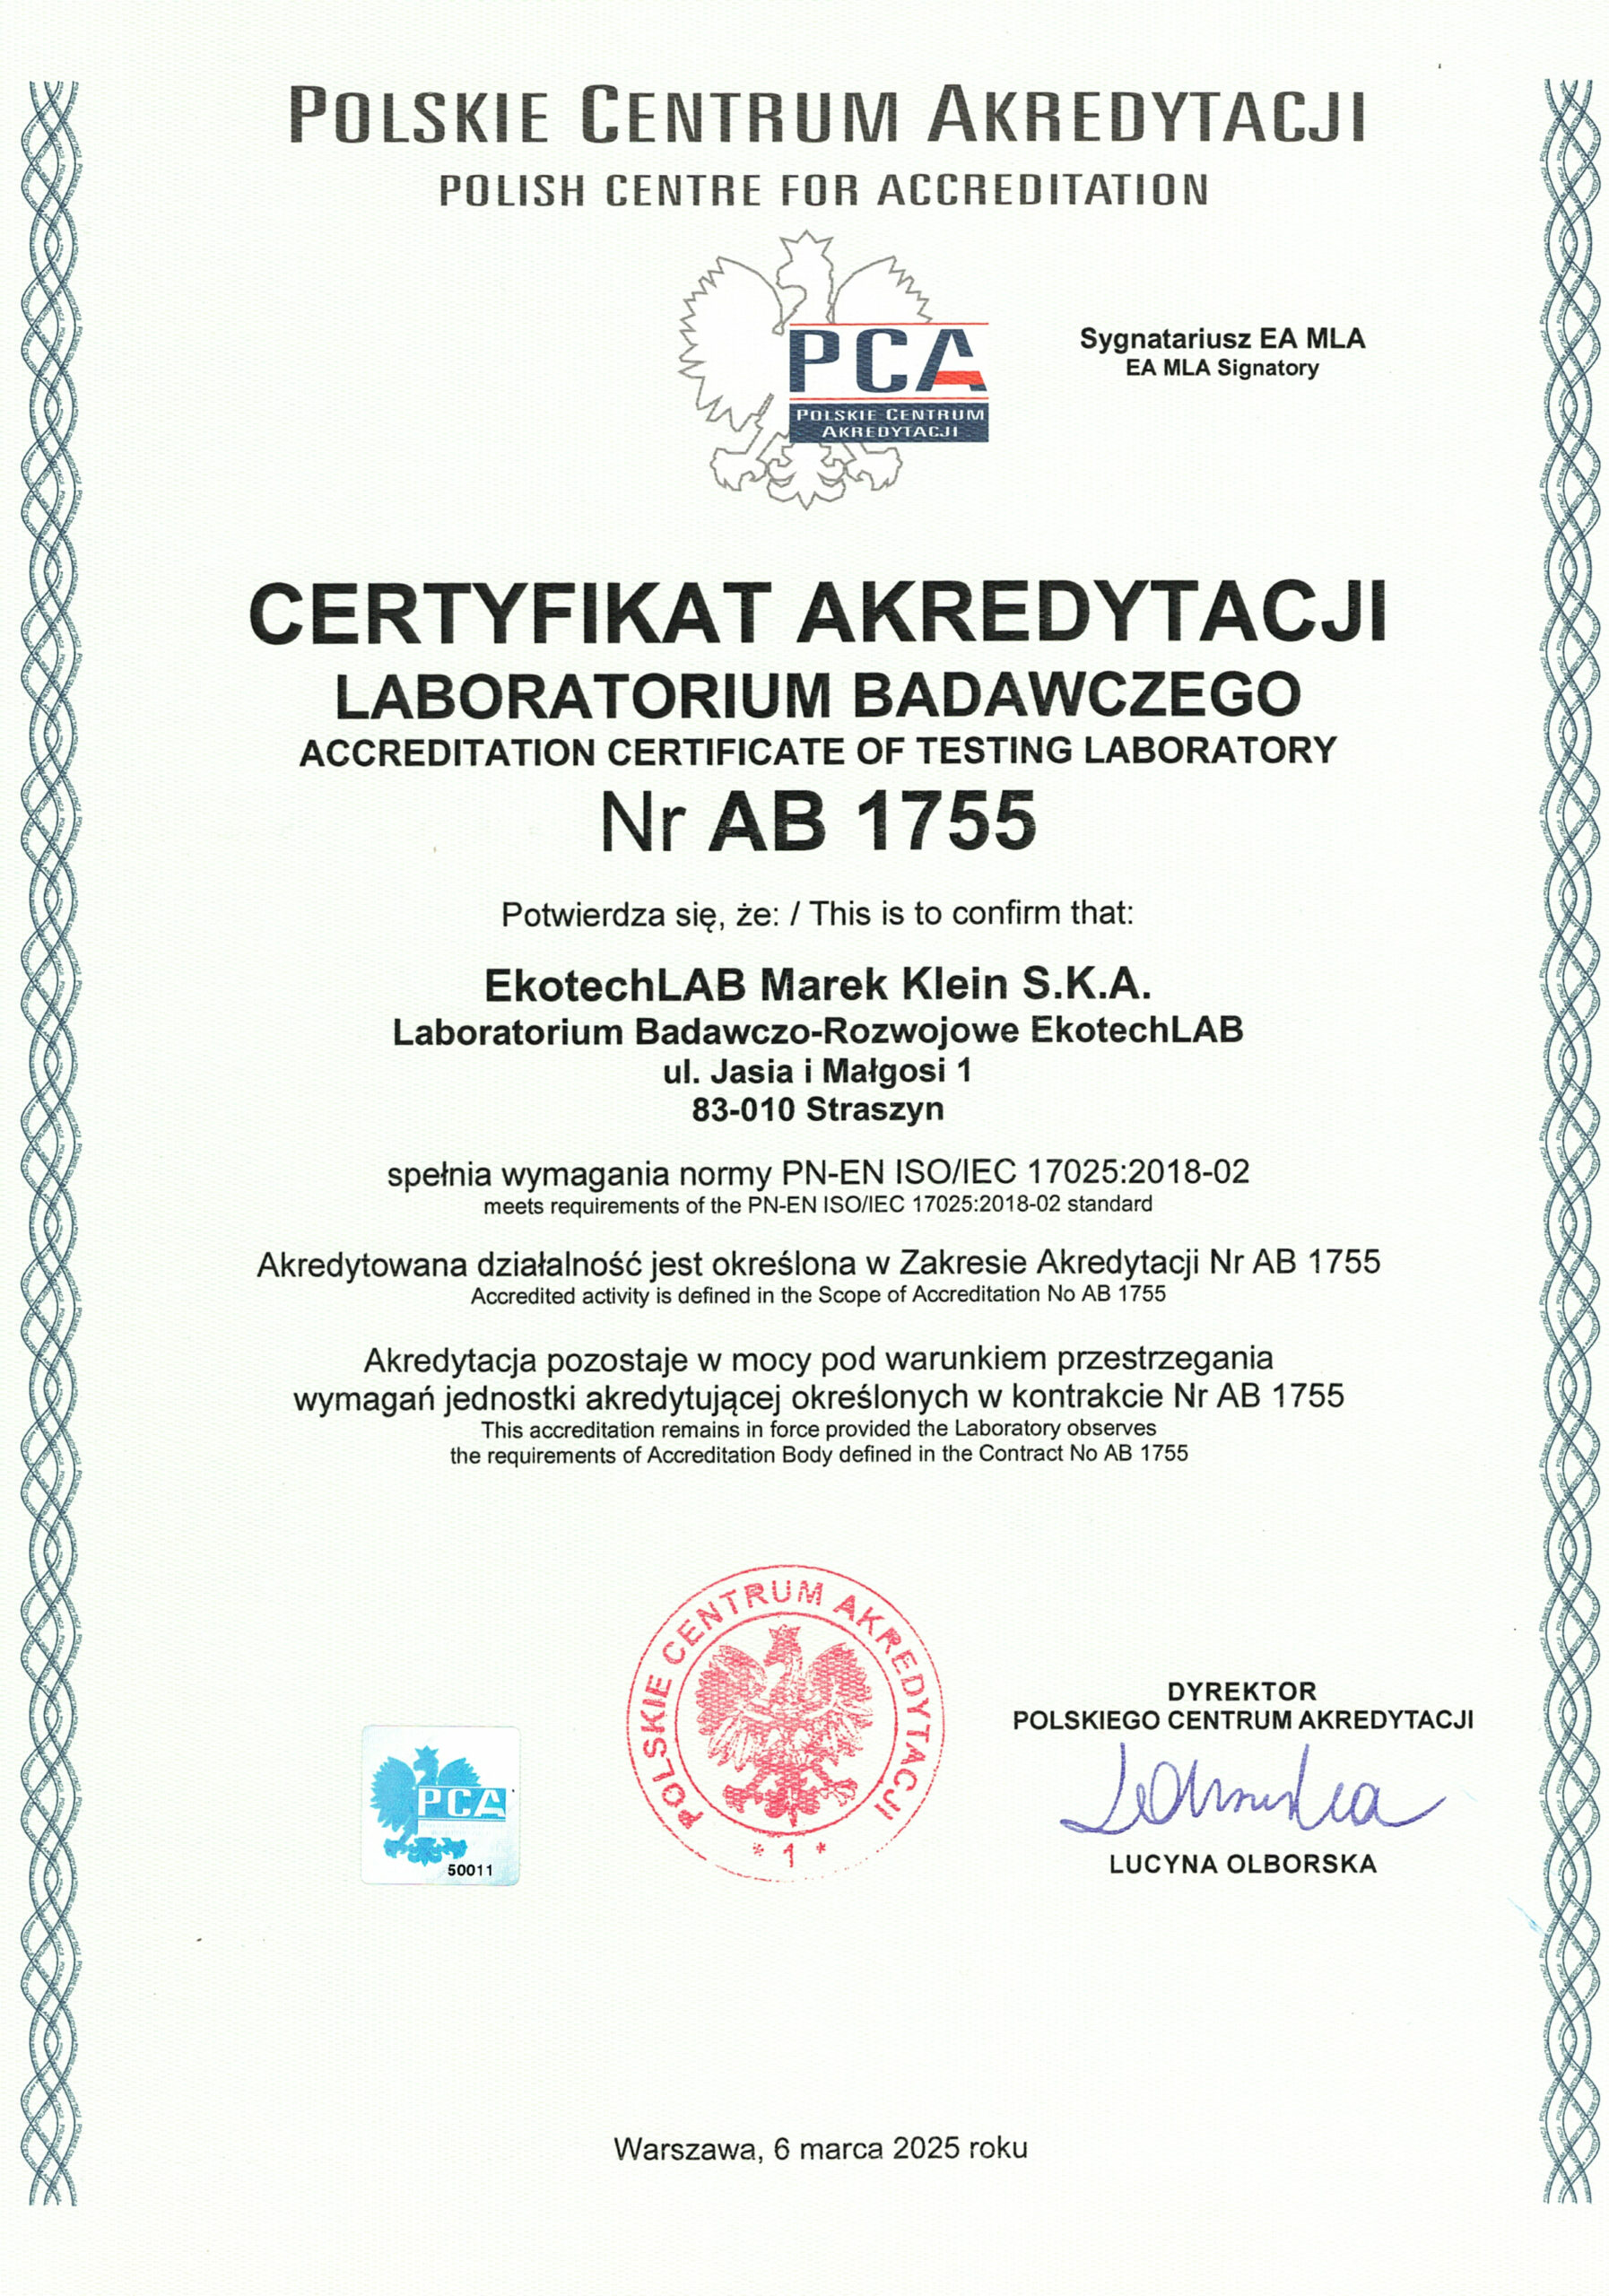 POLSKIE CENTRUM AKREDYTACJI
POLISH CENTRE FOR ACCREDITATION
PCA
POLSKIE CENTRUM
AKREDYTACJI
Sygnatariusz EA MLA
EA MLA Signatory
CERTYFIKAT AKREDYTACJI
LABORATORIUM BADAWCZEGO
ACCREDITATION CERTIFICATE OF TESTING LABORATORY
Nr AB 1755
Potwierdza się, że: / This is to confirm that:
EkotechLAB Marek Klein S.K.A.
Laboratorium Badawczo-Rozwojowe EkotechLAB
ul. Jasia i Małgosi 1
83-010 Straszyn
spełnia wymagania normy PN-EN ISO/IEC 17025:2018-02
meets requirements of the PN-EN ISO/IEC 17025:2018-02 standard
Akredytowana działalność jest określona w Zakresie Akredytacji Nr AB 1755
Accredited activity is defined in the Scope of Accreditation No AB 1755
Akredytacja pozostaje w mocy pod warunkiem przestrzegania
wymagań jednostki akredytującej określonych w kontrakcie Nr AB 1755
This accreditation remains in force provided the Laboratory observes
the requirements of Accreditation Body defined in the Contract No AB 1755
POLSKIE CENTRUM AKREDYTACJI
* 1 *
PCA
50011
DYREKTOR
POLSKIEGO CENTRUM AKREDYTACJI
LUCYNA OLBORSKA
Warszawa, 6 marca 2025 roku